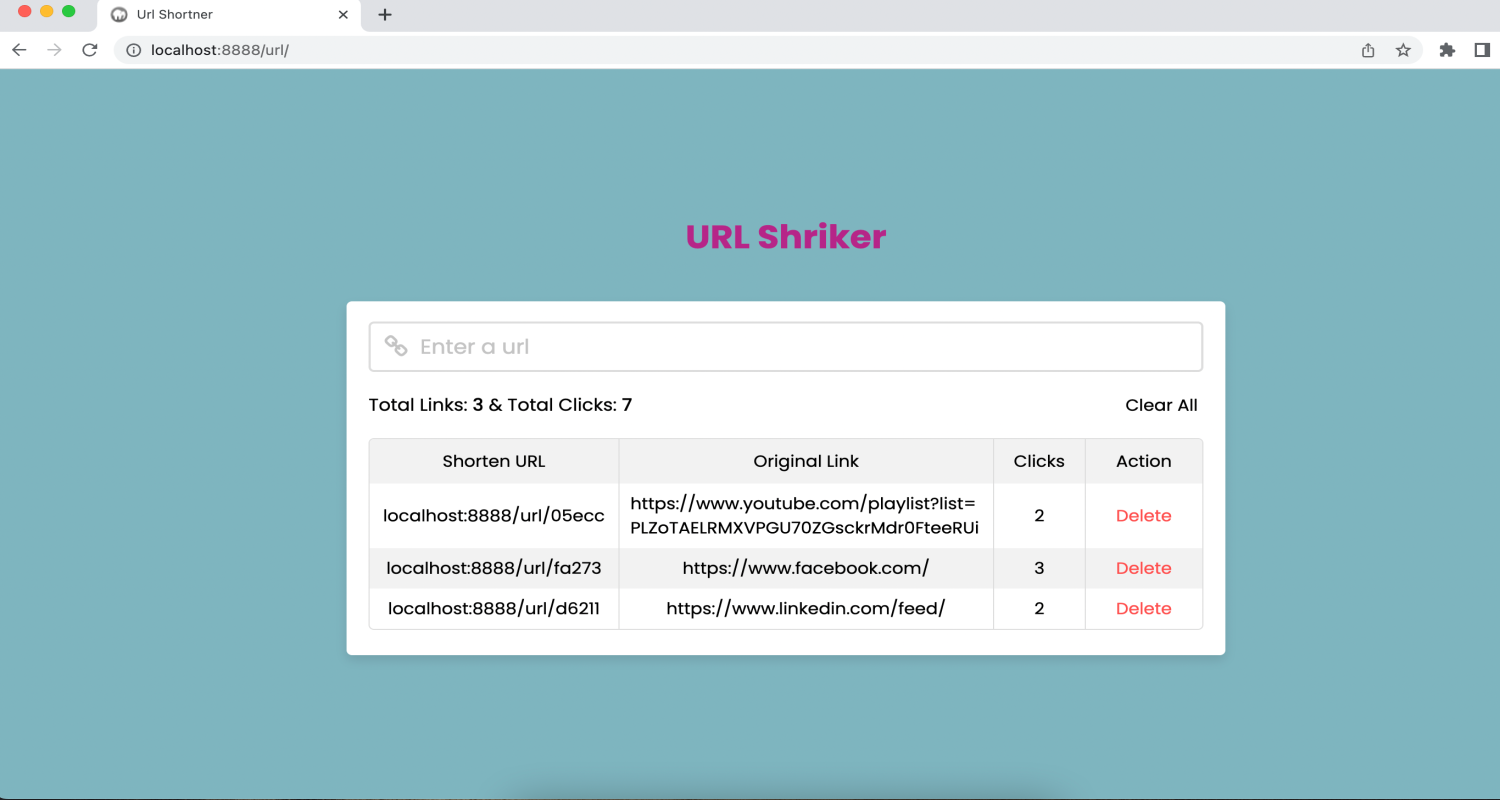 Url Shortner
localhost:8888/url/
URL Shriker
Enter a url
Total Links: 3 & Total Clicks: 7
Clear All
Shorten URL Original Link Clicks Action
localhost:8888/url/05ecc https://www.youtube.com/playlist?list= 2 Delete
PLZoTAELRMXVPGU70ZGsckrMdr0FteeRUi
localhost:8888/url/fa273 https://www.facebook.com/ 3 Delete
localhost:8888/url/d6211 https://www.linkedin.com/feed/ 2 Delete